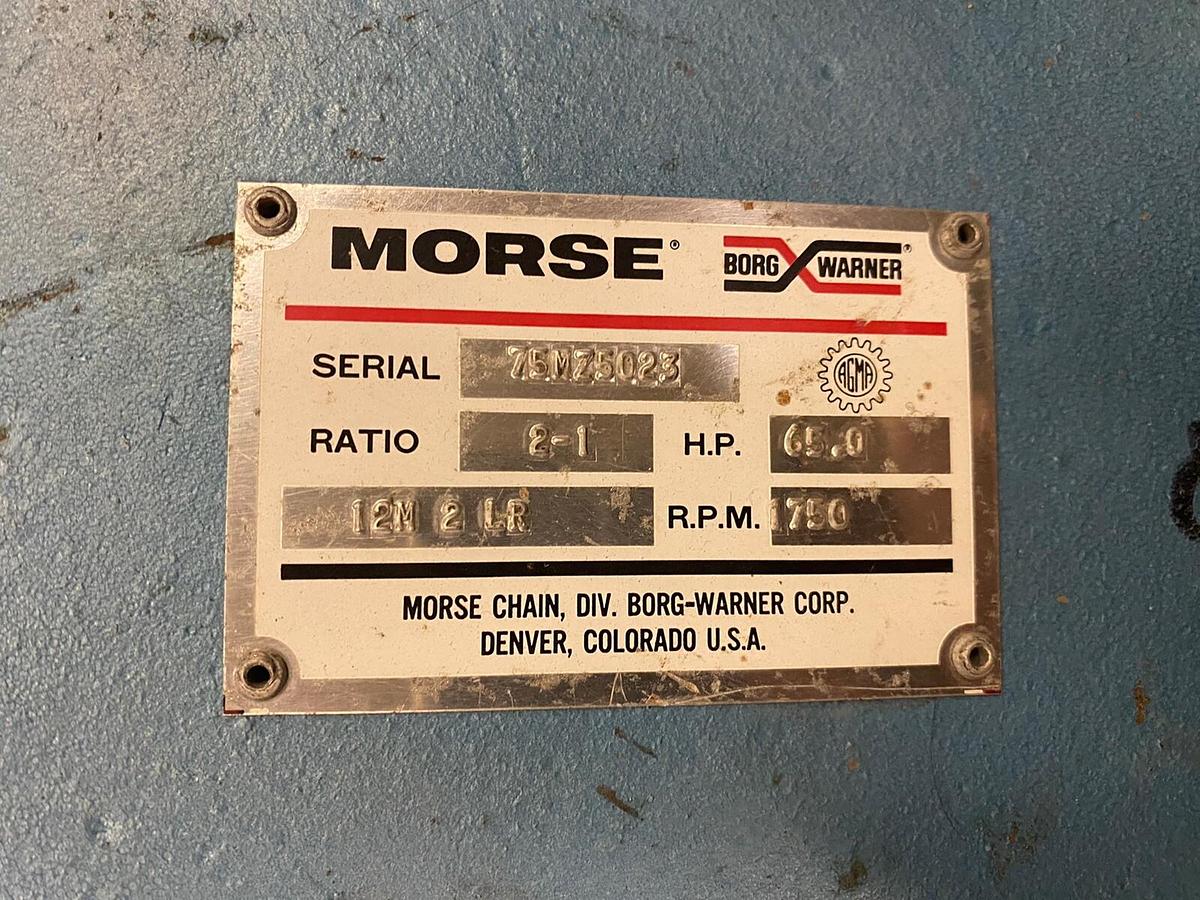 MORSE® BORG WARNER®
SERIAL 75MZ5023 AGMA
RATIO 2-1 H.P. 65.0
12M 2 LR R.P.M. 1750
MORSE CHAIN, DIV. BORG-WARNER CORP.
DENVER, COLORADO U.S.A.